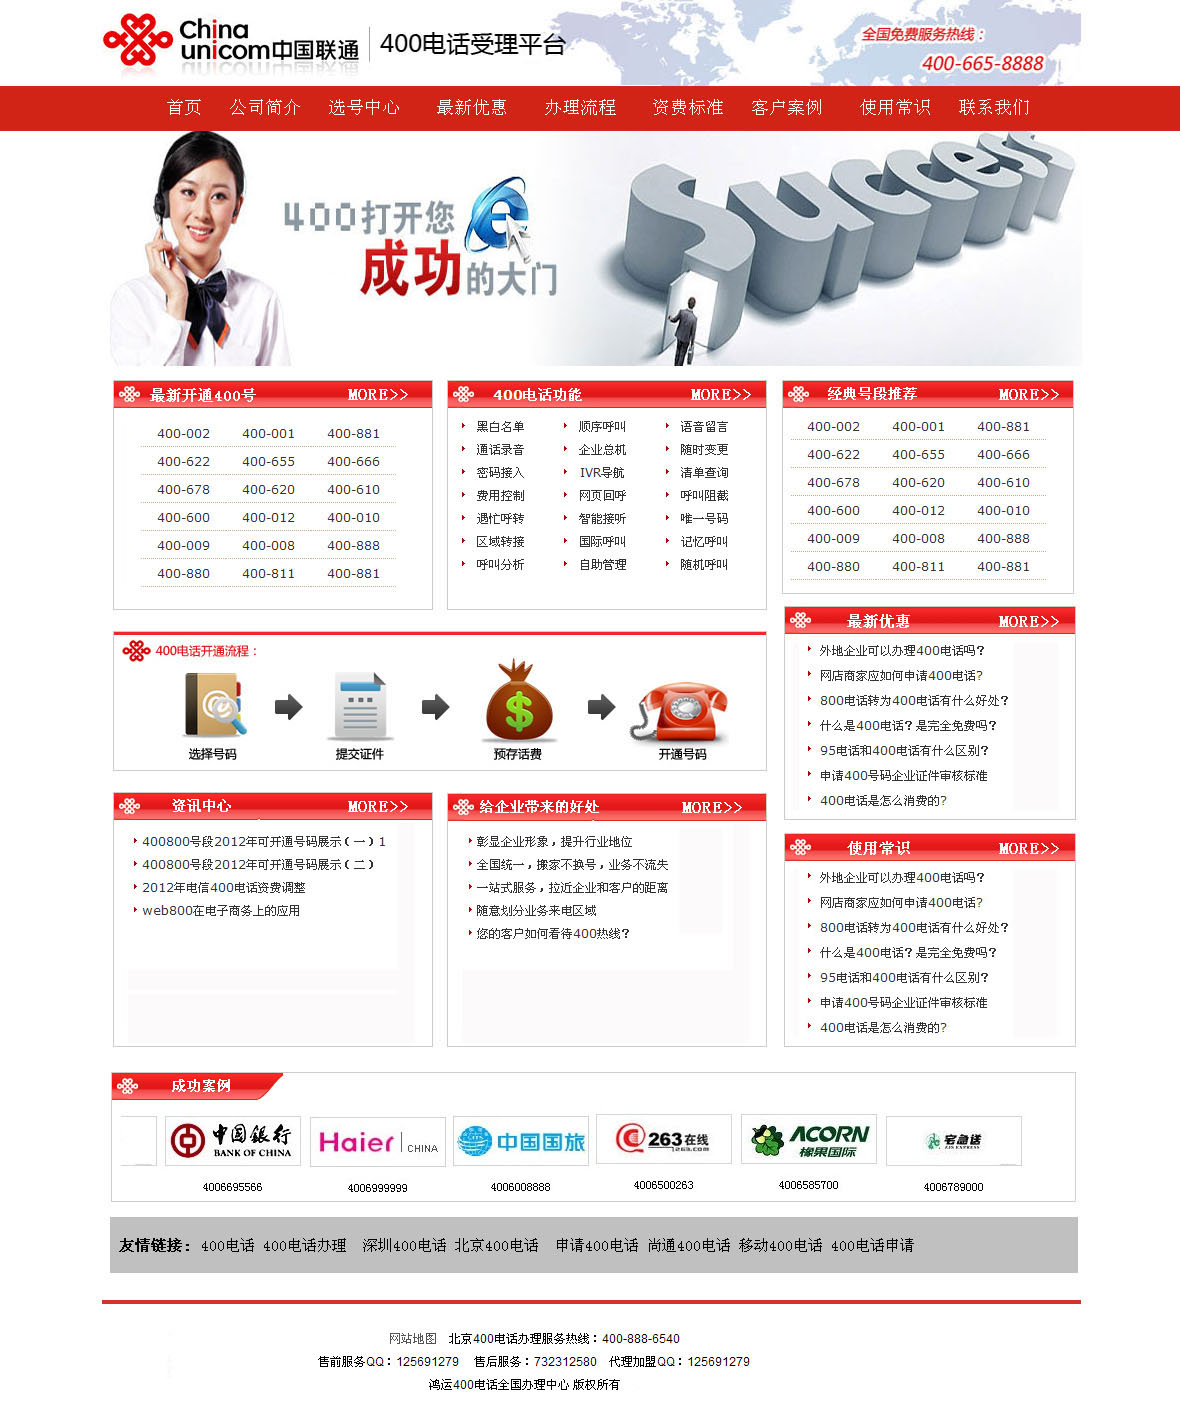 China
unicom中国联通
400电话受理平台
全国免费服务热线：
400-665-8888
首页 公司简介 选号中心 最新优惠 办理流程 资费标准 客户案例 使用常识 联系我们
400打开您
成功的大门
Success
最新开通400号 MORE>>
400-002 400-001 400-881
400-622 400-655 400-666
400-678 400-620 400-610
400-600 400-012 400-010
400-009 400-008 400-888
400-880 400-811 400-881
400电话功能 MORE>>
黑白名单 顺序呼叫 语音留言
通话录音 企业总机 随时变更
密码接入 IVR导航 清单查询
费用控制 网页回呼 呼叫阻截
遇忙呼转 智能接听 唯一号码
区域转接 国际呼叫 记忆呼叫
呼叫分析 自助管理 随机呼叫
经典号段推荐 MORE>>
400-002 400-001 400-881
400-622 400-655 400-666
400-678 400-620 400-610
400-600 400-012 400-010
400-009 400-008 400-888
400-880 400-811 400-881
400电话开通流程：
选择号码 提交证件 预存话费 开通号码
最新优惠 MORE>>
外地企业可以办理400电话吗？
网店商家应如何申请400电话?
800电话转为400电话有什么好处？
什么是400电话？是完全免费吗？
95电话和400电话有什么区别？
申请400号码企业证件审核标准
400电话是怎么消费的?
资讯中心 MORE>>
400800号段2012年可开通号码展示（一）1
400800号段2012年可开通号码展示（二）
2012年电信400电话资费调整
web800在电子商务上的应用
给企业带来的好处 MORE>>
彰显企业形象，提升行业地位
全国统一，搬家不换号，业务不流失
一站式服务，拉近企业和客户的距离
随意划分业务来电区域
您的客户如何看待400热线？
使用常识 MORE>>
外地企业可以办理400电话吗？
网店商家应如何申请400电话?
800电话转为400电话有什么好处？
什么是400电话？是完全免费吗？
95电话和400电话有什么区别？
申请400号码企业证件审核标准
400电话是怎么消费的?
成功案例
中国银行
BANK OF CHINA
Haier CHINA
中国国旅
263在线
1263.com
ACORN
橡果国际
宅急送
ZJS EXPRESS
4006695566 4006999999 4006008888 4006500263 4006585700 4006789000
友情链接： 400电话 400电话办理 深圳400电话 北京400电话 申请400电话 尚通400电话 移动400电话 400电话申请
网站地图 北京400电话办理服务热线：400-888-6540
售前服务QQ：125691279 售后服务：732312580 代理加盟QQ：125691279
鸿运400电话全国办理中心 版权所有